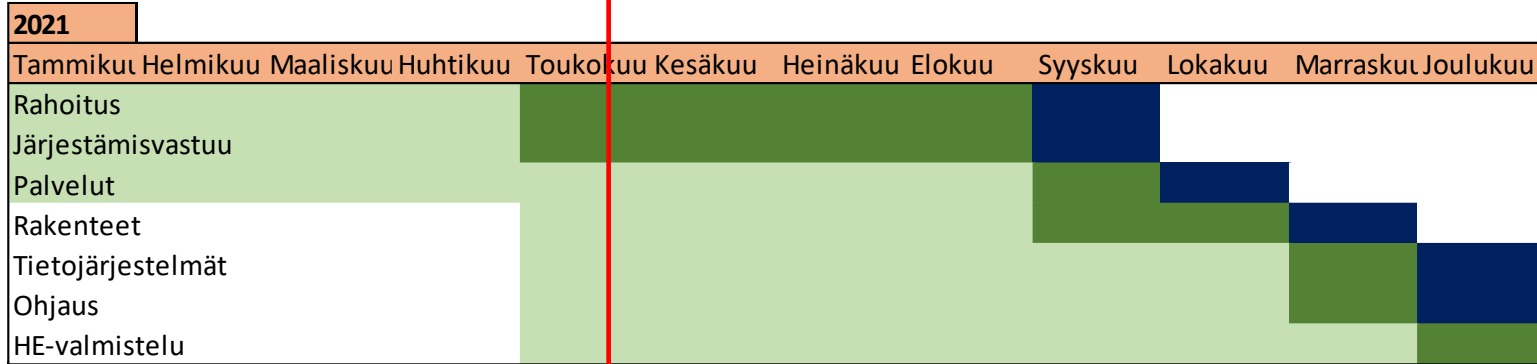 2021
Tammikuu Helmikuu Maaliskuu Huhtikuu Toukokuu Kesäkuu Heinäkuu Elokuu Syyskuu Lokakuu Marraskuu Joulukuu
Rahoitus
Järjestämisvastuu
Palvelut
Rakenteet
Tietojärjestelmät
Ohjaus
HE-valmistelu